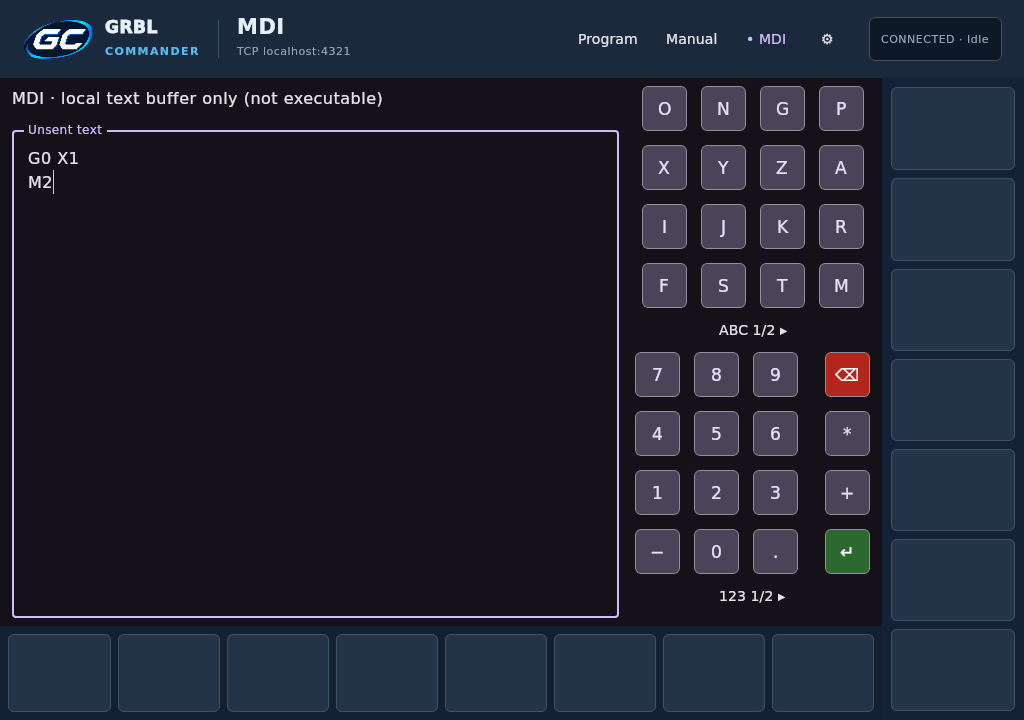 GC
GRBL
COMMANDER
MDI
TCP localhost:4321
Program
Manual
• MDI
⚙
CONNECTED · Idle
MDI · local text buffer only (not executable)
Unsent text
G0 X1
M2
O N G P
X Y Z A
I J K R
F S T M
ABC 1/2 ▸
7 8 9 ⌫
4 5 6 *
1 2 3 +
− 0 . ↵
123 1/2 ▸